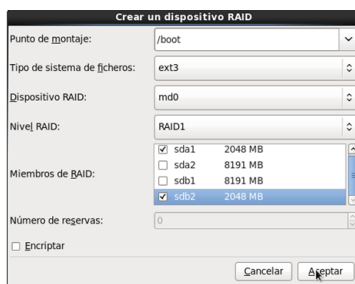 Crear un dispositivo RAID
Punto de montaje: /boot
Tipo de sistema de ficheros: ext3
Dispositivo RAID: md0
Nivel RAID: RAID1
Miembros de RAID:
sda1 2048 MB
sda2 8191 MB
sdb1 8191 MB
sdb2 2048 MB
Número de reservas: 0
Encriptar
Cancelar Aceptar